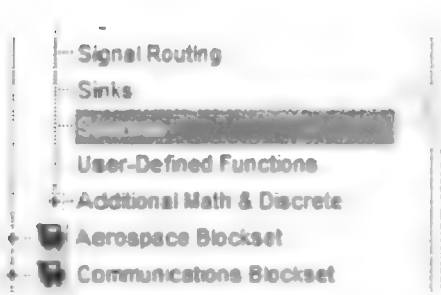 Signal Routing
Sinks
User-Defined Functions
Additional Math & Discrete
Aerospace Blockset
Communications Blockset